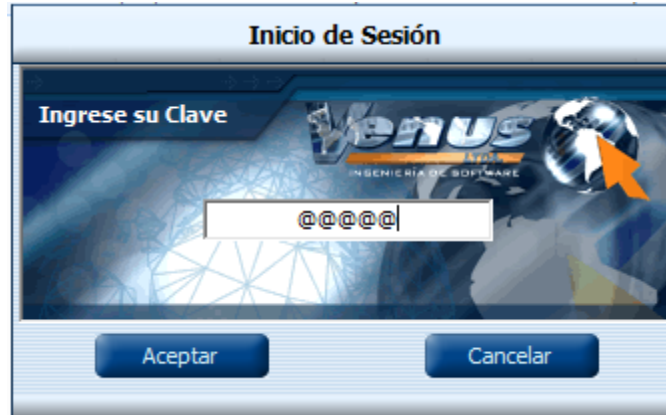 Inicio de Sesión
Ingrese su Clave
Venus
LTDA.
INGENIERIA DE SOFTWARE
@@@@@
Aceptar
Cancelar